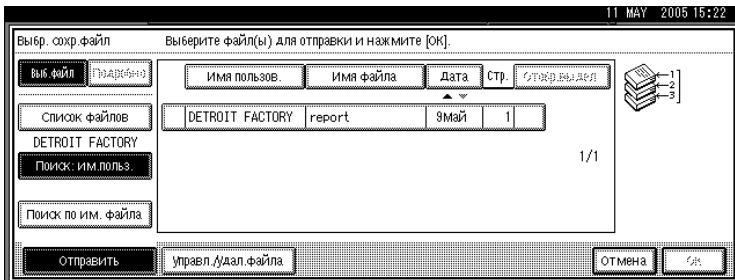 11 MAY 2005 15:22
Выбр. сохр.файл Выберите файл(ы) для отправки и нажмите [OK].
Выб.файл Подробно Имя пользов. Имя файла Дата Стр. Отобр.выдел
Список файлов DETROIT FACTORY report 9Май 1
DETROIT FACTORY
Поиск: им.польз. 1/1
Поиск по им. файла
Отправить Управл./удал.файла Отмена OK
1
2
3